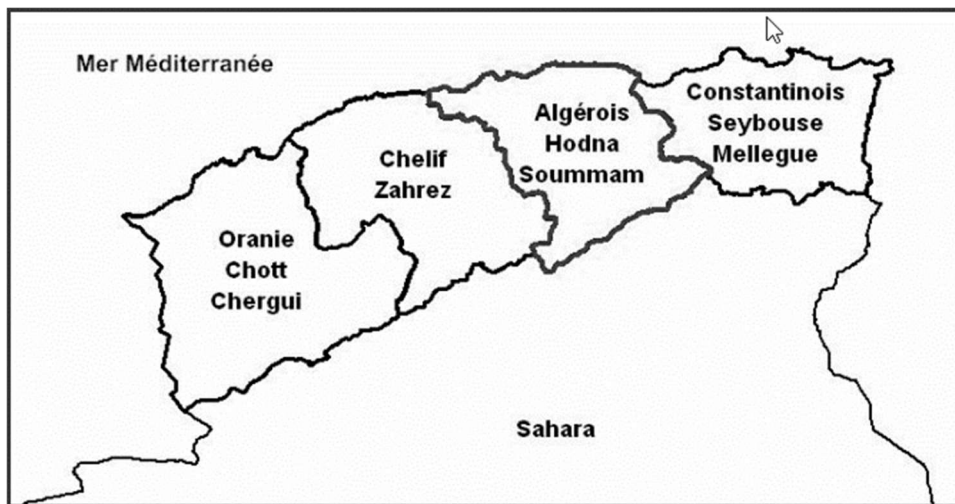 Mer Méditerranée
Constantinois
Seybouse
Mellegue
Algérois
Hodna
Soummam
Chelif
Zahrez
Oranie
Chott
Chergui
Sahara